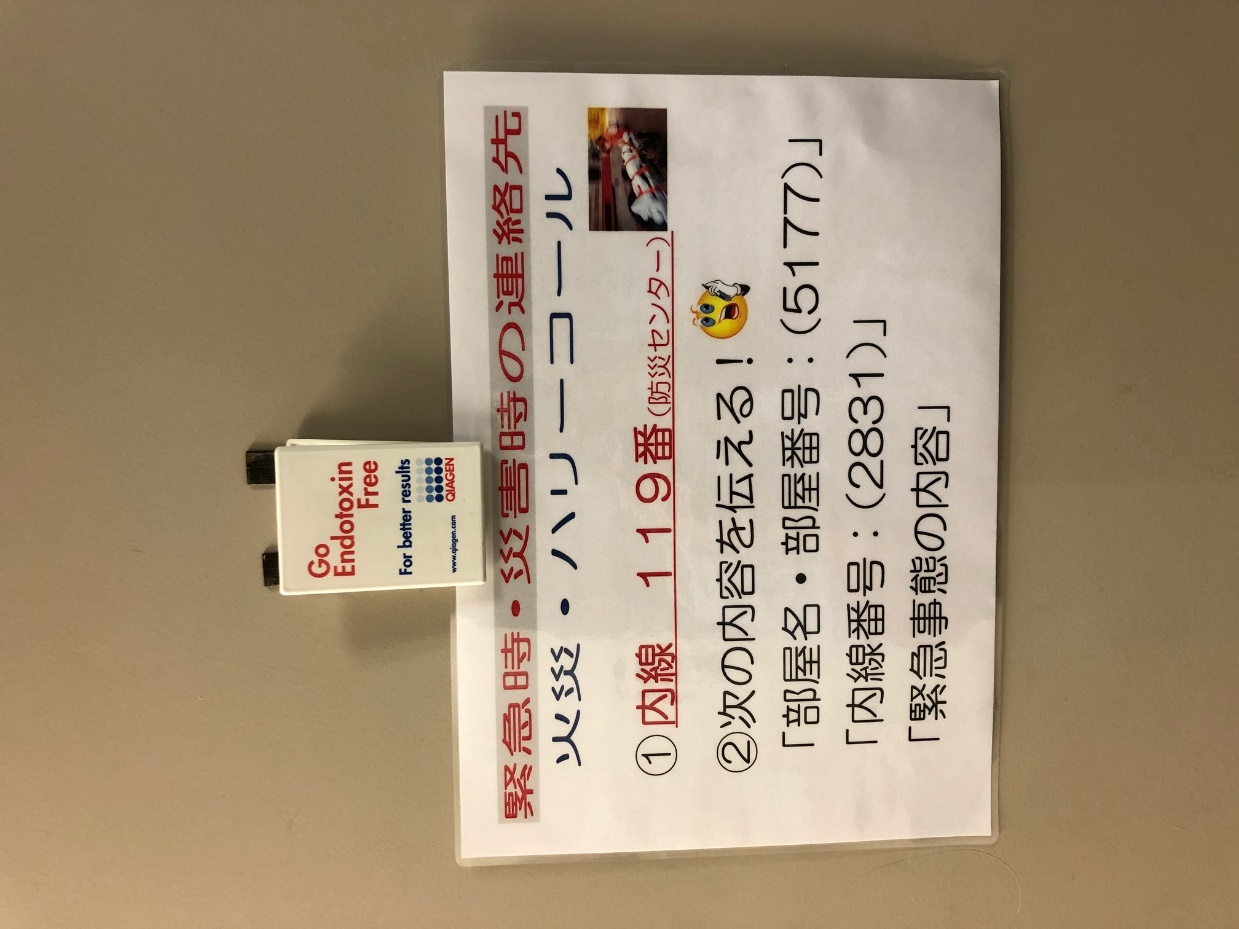 Go
Endotoxin
Free
For better results
www.qiagen.com
QIAGEN
緊急時・災害時の連絡先
火災・ハリーコール
①内線　119番(防災センター)
②次の内容を伝える!
「部屋名・部屋番号:(5177)」
「内線番号:(2831)」
「緊急事態の内容」